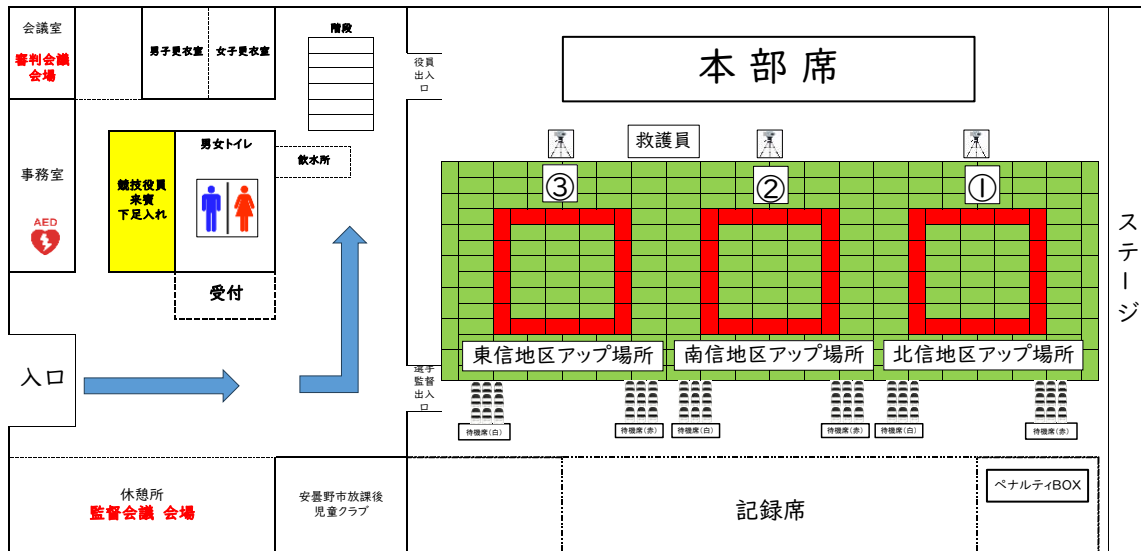 会議室
審判会議
会場
男子更衣室
女子更衣室
階段
役員
出入
口
本部席
救護員
事務室
AED
競技役員
来賓
下足入れ
男女トイレ
飲水所
受付
③
②
①
ステージ
東信地区アップ場所
南信地区アップ場所
北信地区アップ場所
入口
選手
監督
出入
口
待機席(白)
待機席(赤)
待機席(白)
待機席(赤)
待機席(白)
待機席(赤)
休憩所
監督会議 会場
安曇野市放課後
児童クラブ
記録席
ペナルティBOX